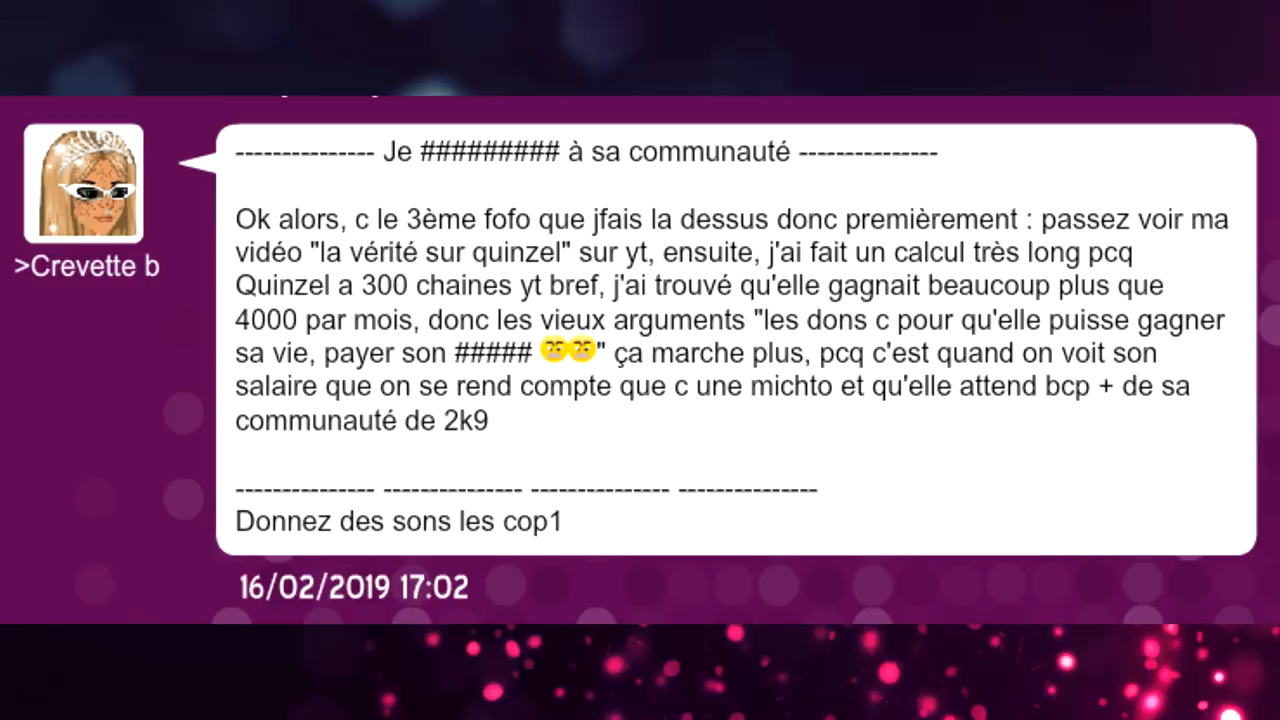 --------------- Je ######### à sa communauté ---------------
Ok alors, c le 3ème fofo que jfais la dessus donc premièrement : passez voir ma
vidéo "la vérité sur quinzel" sur yt, ensuite, j'ai fait un calcul très long pcq
Quinzel a 300 chaines yt bref, j'ai trouvé qu'elle gagnait beaucoup plus que
4000 par mois, donc les vieux arguments "les dons c pour qu'elle puisse gagner
sa vie, payer son ##### " ça marche plus, pcq c'est quand on voit son
salaire que on se rend compte que c une michto et qu'elle attend bcp + de sa
communauté de 2k9
--------------- --------------- --------------- ---------------
Donnez des sons les cop1
>Crevette b
16/02/2019 17:02